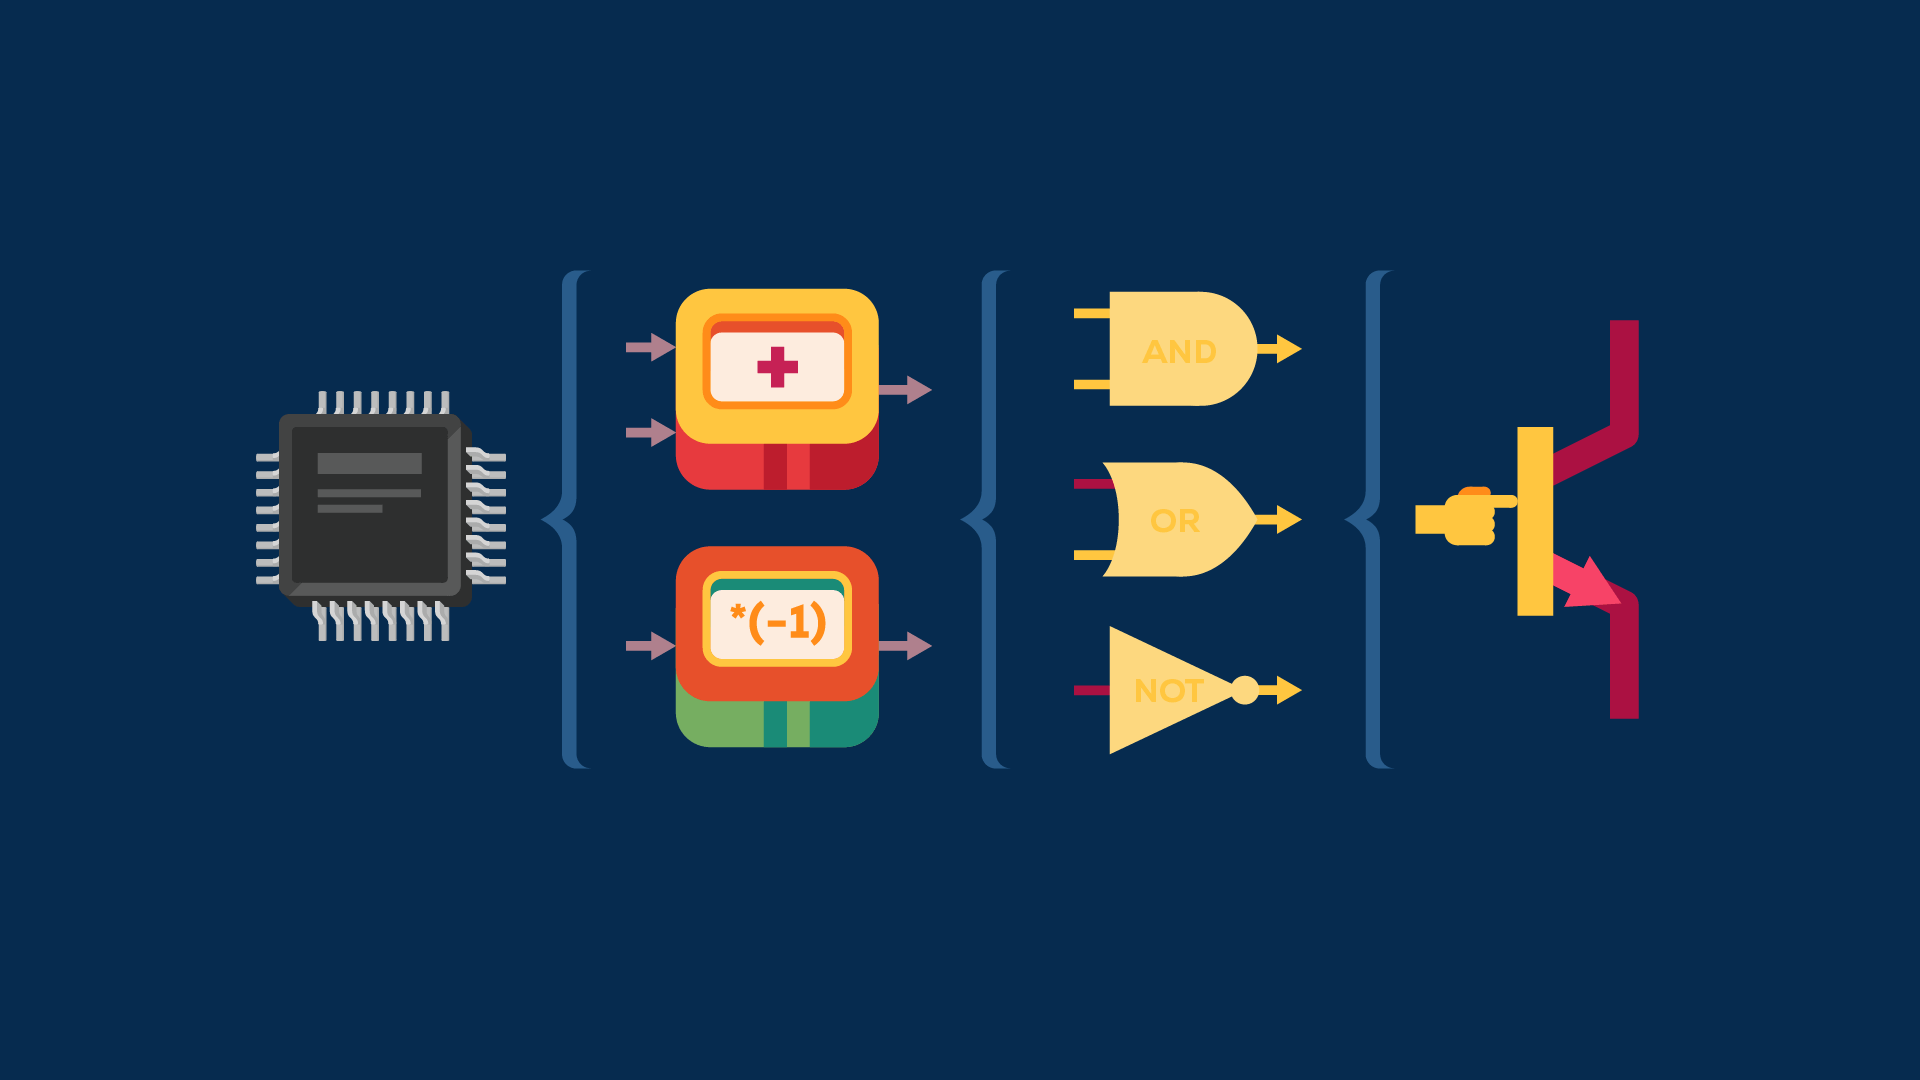 +
*(-1)
AND
OR
NOT